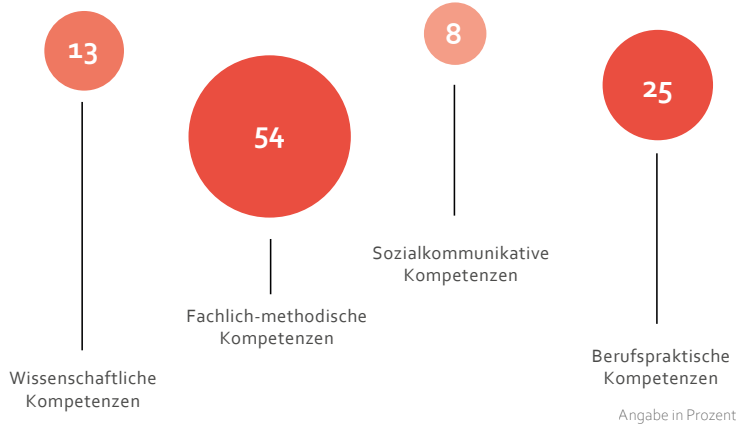 13
54
8
25
Wissenschaftliche
Kompetenzen
Fachlich-methodische
Kompetenzen
Sozialkommunikative
Kompetenzen
Berufspraktische
Kompetenzen
Angabe in Prozent